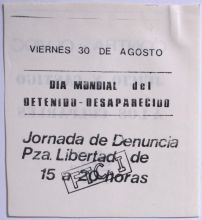 VIERNES 30 DE AGOSTO
DIA MUNDIAL del
DETENIDO-DESAPARECIDO
Jornada de Denuncia
Pza. Libertad de
15 a 20 horas